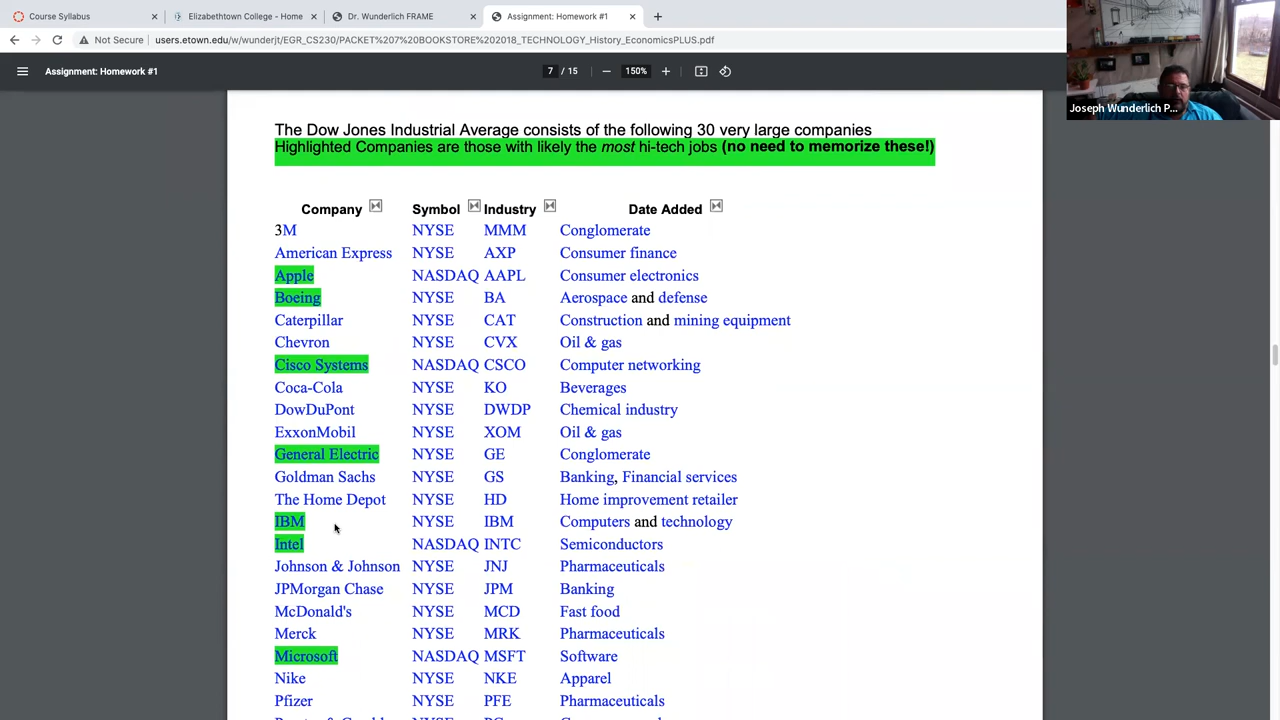 Course Syllabus
Elizabethtown College - Home
Dr. Wunderlich FRAME
Assignment: Homework #1
Not Secure
users.etown.edu/w/wunderjt/EGR_CS230/PACKET%207%20BOOKSTORE%202018_TECHNOLOGY_History_EconomicsPLUS.pdf
Assignment: Homework #1
7 / 15
150%
Joseph Wunderlich P...
The Dow Jones Industrial Average consists of the following 30 very large companies
Highlighted Companies are those with likely the most hi-tech jobs (no need to memorize these!)
Company Symbol Industry Date Added
3M NYSE MMM Conglomerate
American Express NYSE AXP Consumer finance
Apple NASDAQ AAPL Consumer electronics
Boeing NYSE BA Aerospace and defense
Caterpillar NYSE CAT Construction and mining equipment
Chevron NYSE CVX Oil & gas
Cisco Systems NASDAQ CSCO Computer networking
Coca-Cola NYSE KO Beverages
DowDuPont NYSE DWDP Chemical industry
ExxonMobil NYSE XOM Oil & gas
General Electric NYSE GE Conglomerate
Goldman Sachs NYSE GS Banking, Financial services
The Home Depot NYSE HD Home improvement retailer
IBM NYSE IBM Computers and technology
Intel NASDAQ INTC Semiconductors
Johnson & Johnson NYSE JNJ Pharmaceuticals
JPMorgan Chase NYSE JPM Banking
McDonald's NYSE MCD Fast food
Merck NYSE MRK Pharmaceuticals
Microsoft NASDAQ MSFT Software
Nike NYSE NKE Apparel
Pfizer NYSE PFE Pharmaceuticals